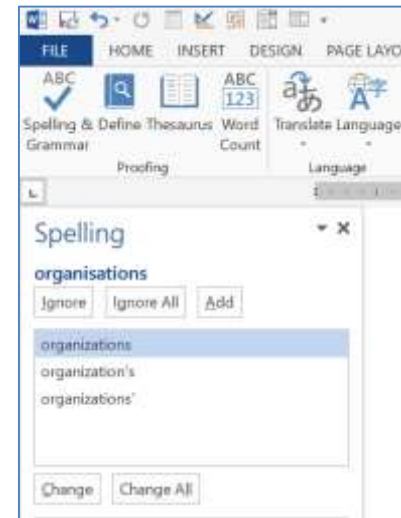 FILE HOME INSERT DESIGN PAGE LAYO
ABC ABC
123
Spelling & Define Thesaurus Word Translate Language
Grammar Count
Proofing Language
Spelling
organisations
Ignore Ignore All Add
organizations
organization's
organizations'
Change Change All